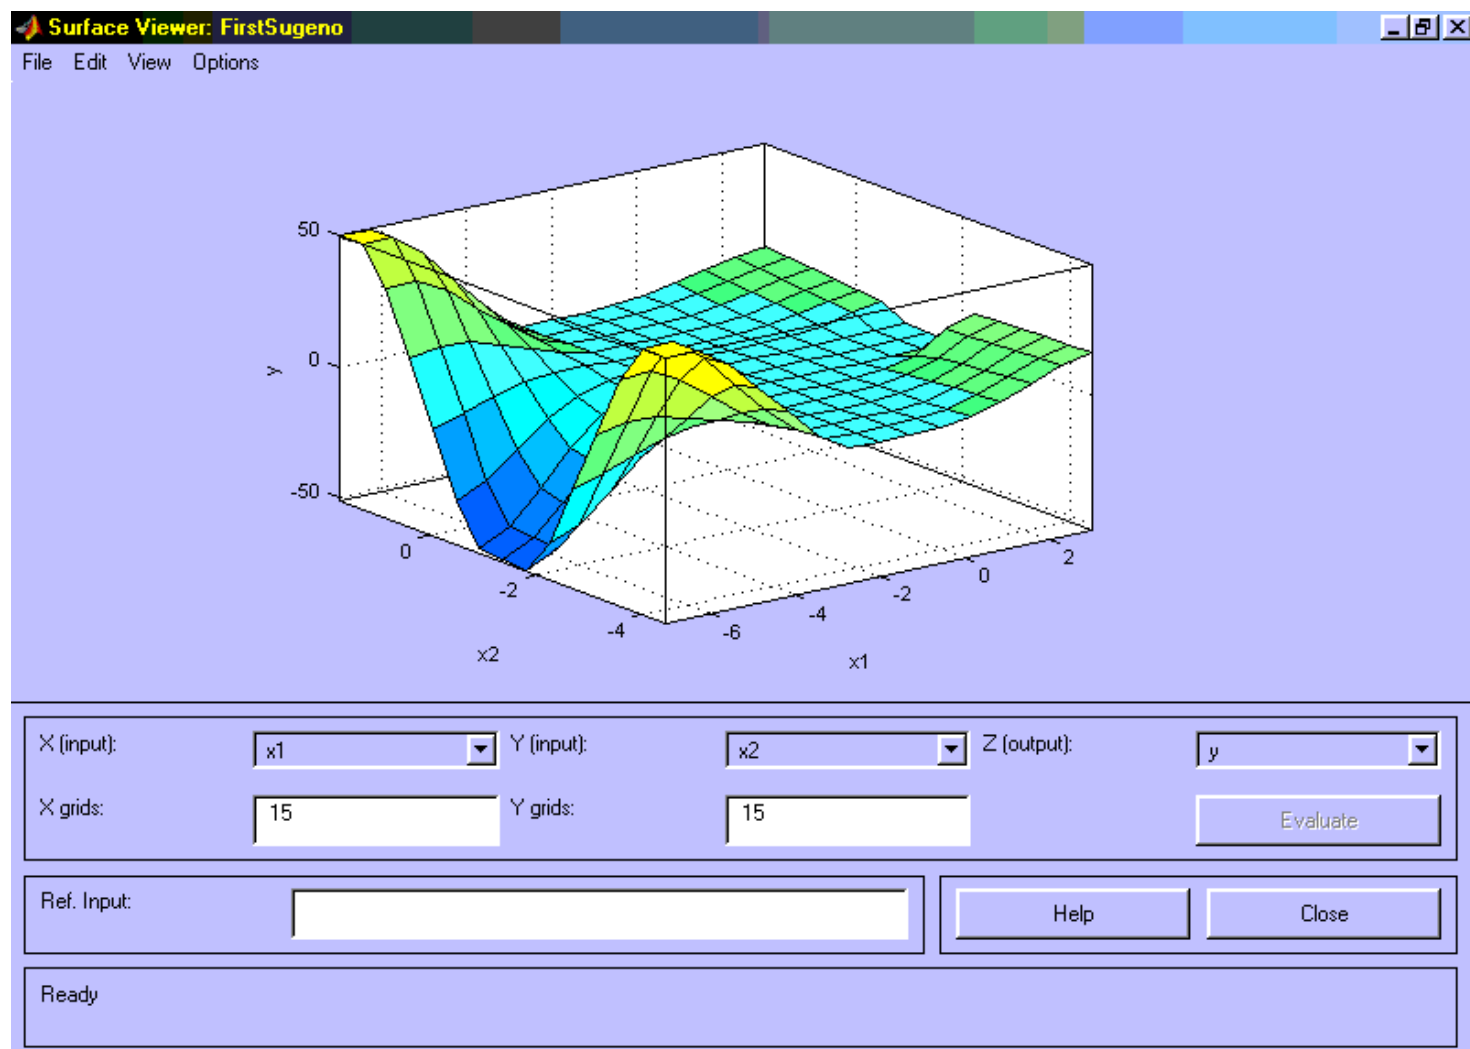 Surface Viewer: FirstSugeno
File Edit View Options
50
0
-50
y
0
-2
-4
x2
-6
-4
-2
0
2
x1
X (input): x1 Y (input): x2 Z (output): y
X grids: 15 Y grids: 15 Evaluate
Ref. Input: Help Close
Ready